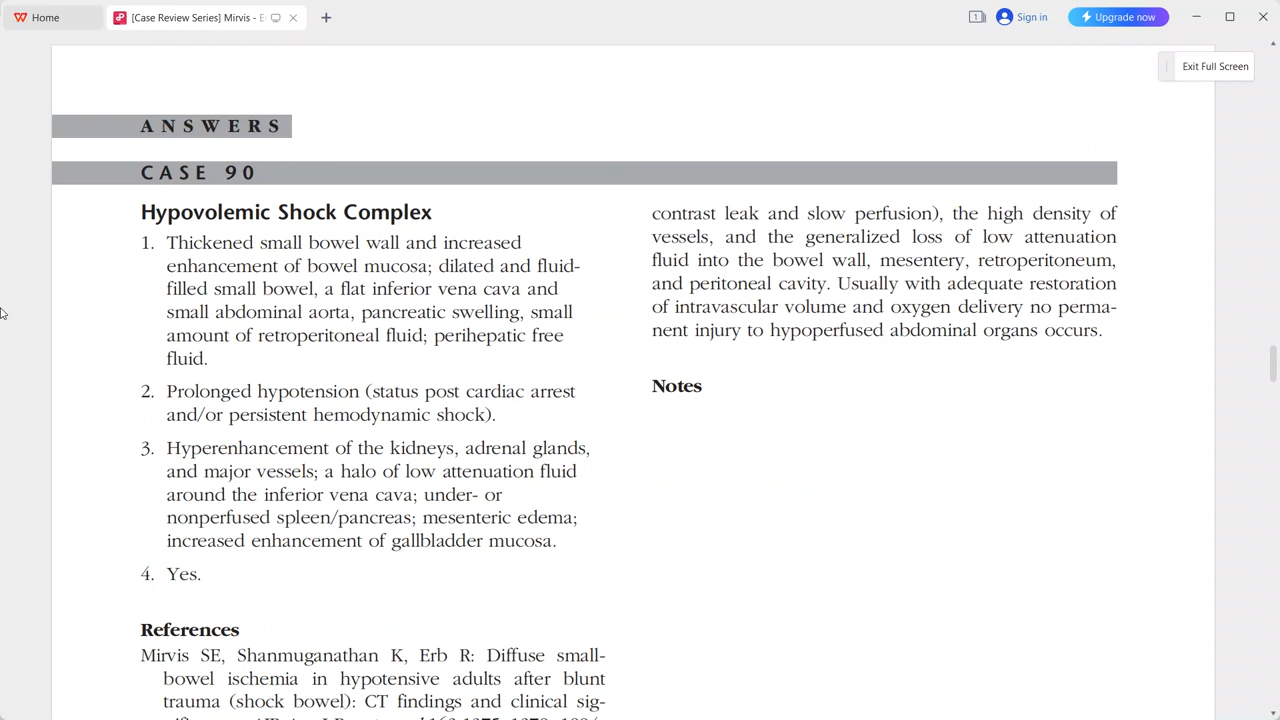 Home
[Case Review Series] Mirvis - E
Sign in
Upgrade now
Exit Full Screen
ANSWERS
CASE 90
Hypovolemic Shock Complex
1. Thickened small bowel wall and increased
enhancement of bowel mucosa; dilated and fluid-
filled small bowel, a flat inferior vena cava and
small abdominal aorta, pancreatic swelling, small
amount of retroperitoneal fluid; perihepatic free
fluid.
2. Prolonged hypotension (status post cardiac arrest
and/or persistent hemodynamic shock).
3. Hyperenhancement of the kidneys, adrenal glands,
and major vessels; a halo of low attenuation fluid
around the inferior vena cava; under- or
nonperfused spleen/pancreas; mesenteric edema;
increased enhancement of gallbladder mucosa.
4. Yes.
References
Mirvis SE, Shanmuganathan K, Erb R: Diffuse small-
bowel ischemia in hypotensive adults after blunt
trauma (shock bowel): CT findings and clinical sig-
contrast leak and slow perfusion), the high density of
vessels, and the generalized loss of low attenuation
fluid into the bowel wall, mesentery, retroperitoneum,
and peritoneal cavity. Usually with adequate restoration
of intravascular volume and oxygen delivery no perma-
nent injury to hypoperfused abdominal organs occurs.
Notes